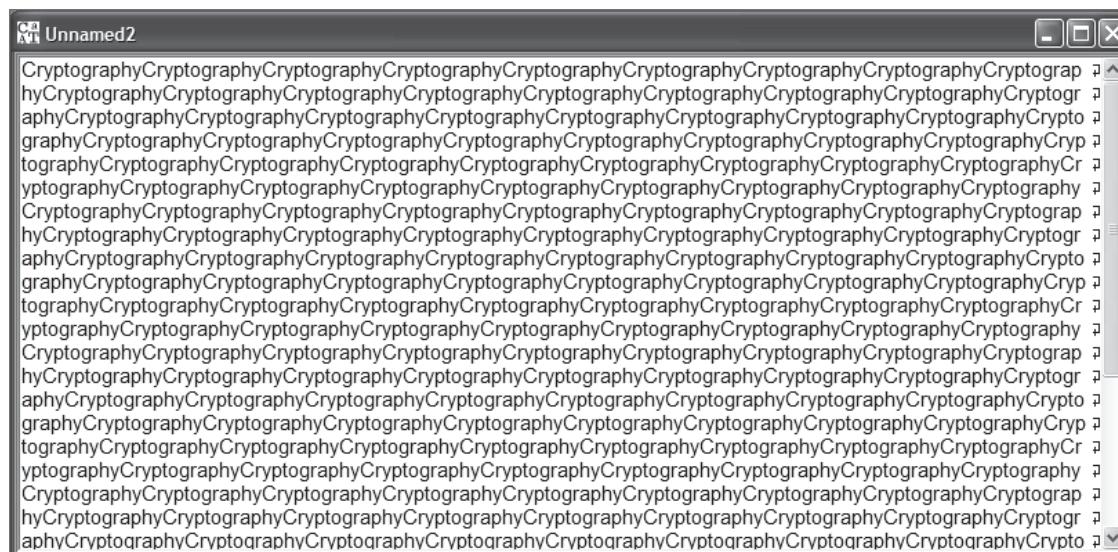 Unnamed2
CryptographyCryptographyCryptographyCryptographyCryptographyCryptographyCryptographyCryptographyCryptograp
hyCryptographyCryptographyCryptographyCryptographyCryptographyCryptographyCryptographyCryptographyCryptogr
aphyCryptographyCryptographyCryptographyCryptographyCryptographyCryptographyCryptographyCryptographyCrypto
graphyCryptographyCryptographyCryptographyCryptographyCryptographyCryptographyCryptographyCryptographyCryp
tographyCryptographyCryptographyCryptographyCryptographyCryptographyCryptographyCryptographyCryptographyCr
yptographyCryptographyCryptographyCryptographyCryptographyCryptographyCryptographyCryptographyCryptography
CryptographyCryptographyCryptographyCryptographyCryptographyCryptographyCryptographyCryptographyCryptograp
hyCryptographyCryptographyCryptographyCryptographyCryptographyCryptographyCryptographyCryptographyCryptogr
aphyCryptographyCryptographyCryptographyCryptographyCryptographyCryptographyCryptographyCryptographyCrypto
graphyCryptographyCryptographyCryptographyCryptographyCryptographyCryptographyCryptographyCryptographyCryp
tographyCryptographyCryptographyCryptographyCryptographyCryptographyCryptographyCryptographyCryptographyCr
yptographyCryptographyCryptographyCryptographyCryptographyCryptographyCryptographyCryptographyCryptography
CryptographyCryptographyCryptographyCryptographyCryptographyCryptographyCryptographyCryptographyCryptograp
hyCryptographyCryptographyCryptographyCryptographyCryptographyCryptographyCryptographyCryptographyCryptogr
aphyCryptographyCryptographyCryptographyCryptographyCryptographyCryptographyCryptographyCryptographyCrypto
graphyCryptographyCryptographyCryptographyCryptographyCryptographyCryptographyCryptographyCryptographyCryp
tographyCryptographyCryptographyCryptographyCryptographyCryptographyCryptographyCryptographyCryptographyCr
yptographyCryptographyCryptographyCryptographyCryptographyCryptographyCryptographyCryptographyCryptography
CryptographyCryptographyCryptographyCryptographyCryptographyCryptographyCryptographyCryptographyCryptograp
hyCryptographyCryptographyCryptographyCryptographyCryptographyCryptographyCryptographyCryptographyCryptogr
aphyCryptographyCryptographyCryptographyCryptographyCryptographyCryptographyCryptographyCryptographyCrypto